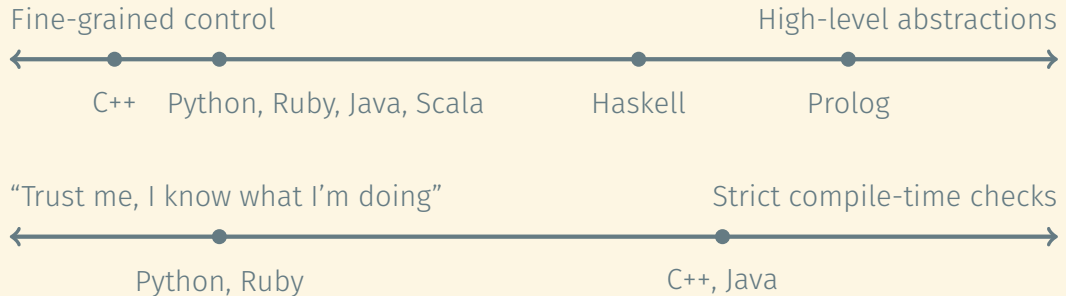 Fine-grained control High-level abstractions
C++ Python, Ruby, Java, Scala Haskell Prolog
“Trust me, I know what I’m doing” Strict compile-time checks
Python, Ruby C++, Java